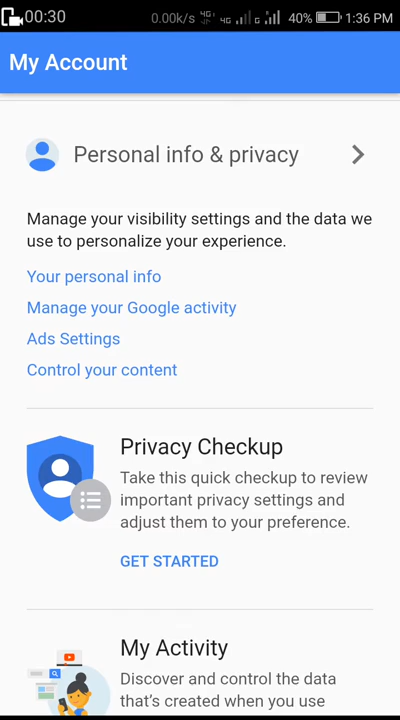 00:30 0.00k/s 4G 4G G 40% 1:36 PM
My Account
Personal info & privacy
Manage your visibility settings and the data we
use to personalize your experience.
Your personal info
Manage your Google activity
Ads Settings
Control your content
Privacy Checkup
Take this quick checkup to review
important privacy settings and
adjust them to your preference.
GET STARTED
My Activity
Discover and control the data
that's created when you use